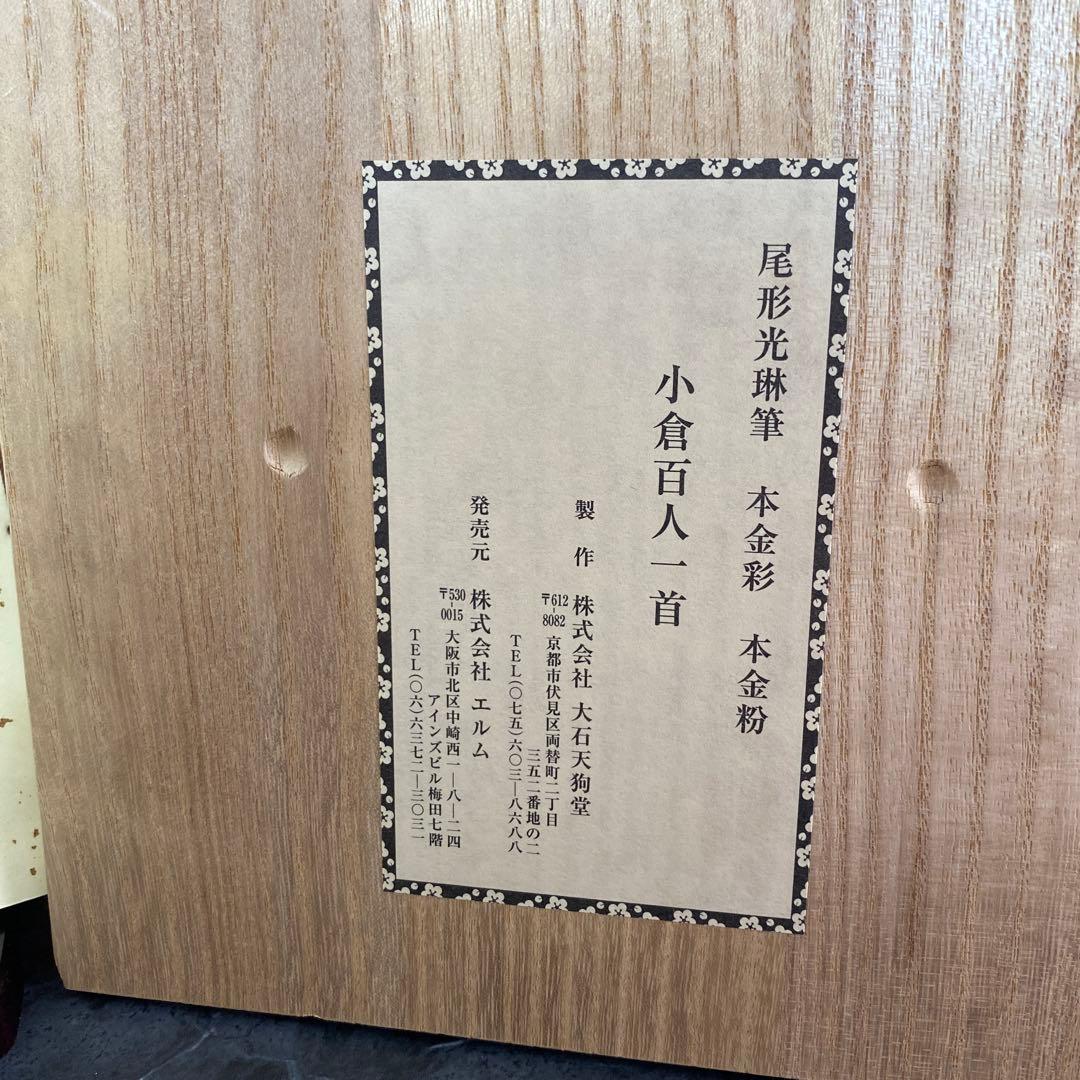 尾形光琳筆 本金彩 本金粉
小倉百人一首
製作 株式会社 大石天狗堂
〒612-8082 京都市伏見区両替町二丁目
三五二番地の二
TEL(〇七五)六〇三―八六八八
発売元 株式会社 エルム
〒530-0015 大阪市北区中崎西一―八―二四
アインズビル梅田七階
TEL(〇六)六三七二―三〇三一